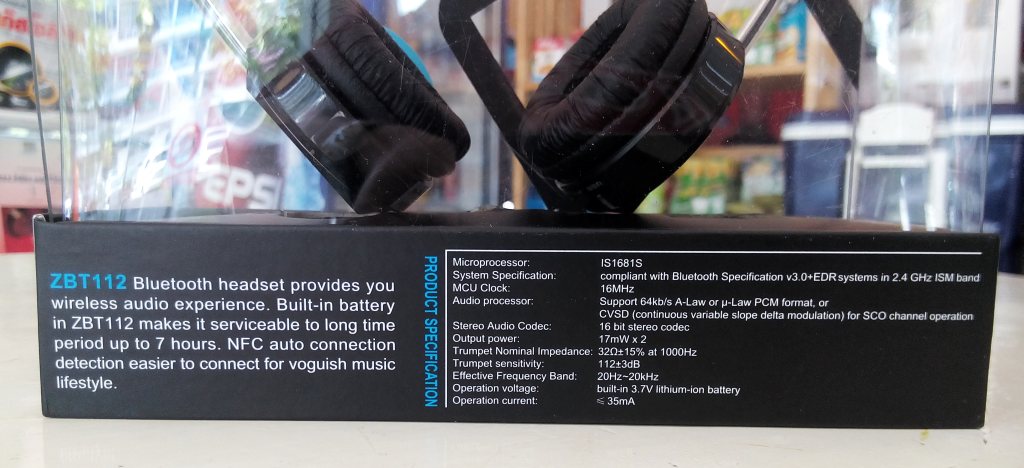 EPS
ZBT112 Bluetooth headset provides you
wireless audio experience. Built-in battery
in ZBT112 makes it serviceable to long time
period up to 7 hours. NFC auto connection
detection easier to connect for voguish music
lifestyle.
PRODUCT SPECIFICATION
Microprocessor: IS1681S
System Specification: compliant with Bluetooth Specification v3.0+EDR systems in 2.4 GHz ISM band
MCU Clock: 16MHz
Audio processor: Support 64kb/s A-Law or μ-Law PCM format, or
CVSD (continuous variable slope delta modulation) for SCO channel operation
Stereo Audio Codec: 16 bit stereo codec
Output power: 17mW x 2
Trumpet Nominal Impedance: 32Ω±15% at 1000Hz
Trumpet sensitivity: 112±3dB
Effective Frequency Band: 20Hz~20kHz
Operation voltage: built-in 3.7V lithium-ion battery
Operation current: ≤ 35mA